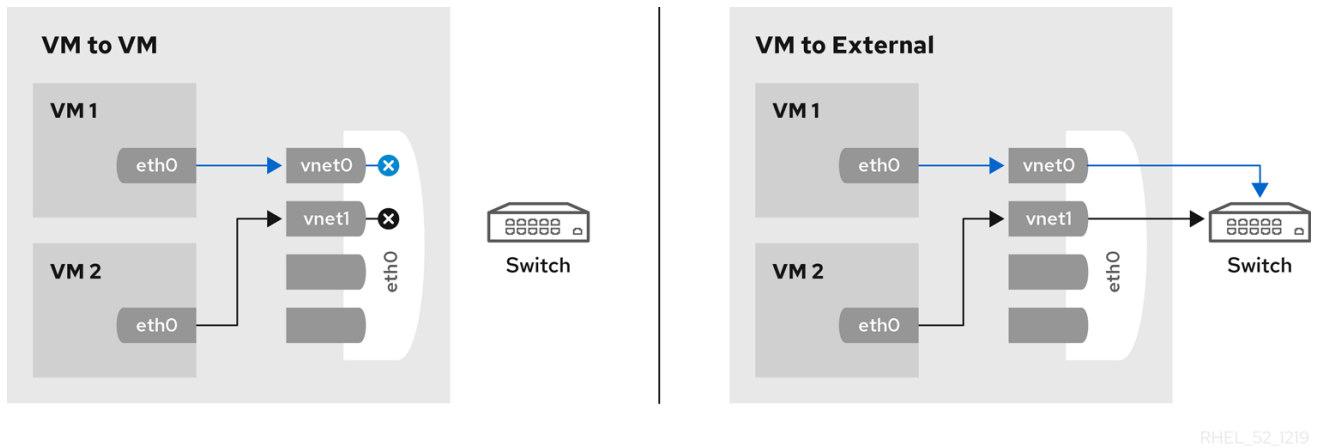 VM to VM
VM 1
eth0
vnet0
vnet1
VM 2
eth0
eth0
Switch
VM to External
VM 1
eth0
vnet0
vnet1
VM 2
eth0
eth0
Switch
RHEL_52_1219